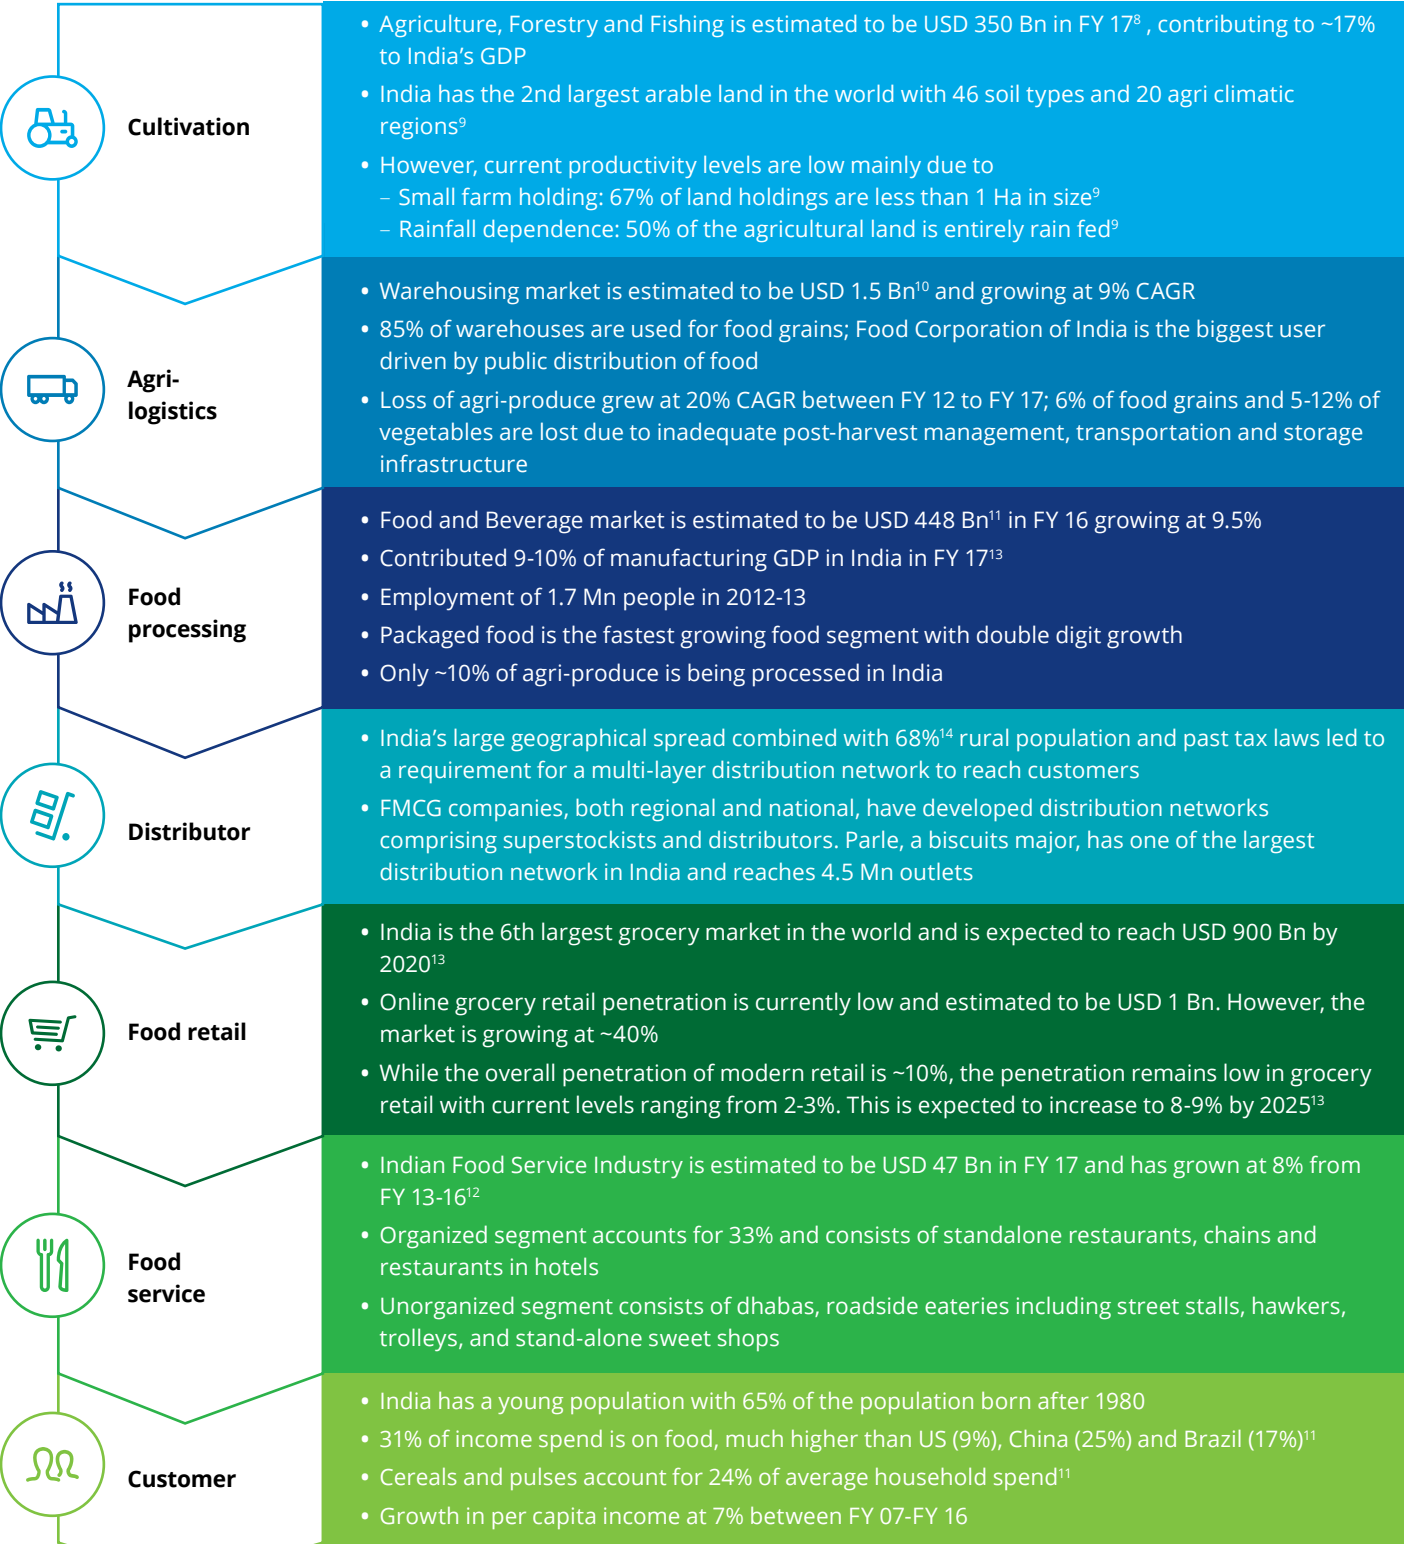 • Agriculture, Forestry and Fishing is estimated to be USD 350 Bn in FY 17⁸ , contributing to ~17%
to India’s GDP
• India has the 2nd largest arable land in the world with 46 soil types and 20 agri climatic
regions⁹
Cultivation
• However, current productivity levels are low mainly due to
– Small farm holding: 67% of land holdings are less than 1 Ha in size⁹
– Rainfall dependence: 50% of the agricultural land is entirely rain fed⁹
• Warehousing market is estimated to be USD 1.5 Bn¹⁰ and growing at 9% CAGR
• 85% of warehouses are used for food grains; Food Corporation of India is the biggest user
driven by public distribution of food
Agri-
logistics
• Loss of agri-produce grew at 20% CAGR between FY 12 to FY 17; 6% of food grains and 5-12% of
vegetables are lost due to inadequate post-harvest management, transportation and storage
infrastructure
• Food and Beverage market is estimated to be USD 448 Bn¹¹ in FY 16 growing at 9.5%
• Contributed 9-10% of manufacturing GDP in India in FY 17¹³
Food
processing
• Employment of 1.7 Mn people in 2012-13
• Packaged food is the fastest growing food segment with double digit growth
• Only ~10% of agri-produce is being processed in India
• India’s large geographical spread combined with 68%¹⁴ rural population and past tax laws led to
a requirement for a multi-layer distribution network to reach customers
Distributor
• FMCG companies, both regional and national, have developed distribution networks
comprising superstockists and distributors. Parle, a biscuits major, has one of the largest
distribution network in India and reaches 4.5 Mn outlets
• India is the 6th largest grocery market in the world and is expected to reach USD 900 Bn by
2020¹³
Food retail
• Online grocery retail penetration is currently low and estimated to be USD 1 Bn. However, the
market is growing at ~40%
• While the overall penetration of modern retail is ~10%, the penetration remains low in grocery
retail with current levels ranging from 2-3%. This is expected to increase to 8-9% by 2025¹³
• Indian Food Service Industry is estimated to be USD 47 Bn in FY 17 and has grown at 8% from
FY 13-16¹²
Food
service
• Organized segment accounts for 33% and consists of standalone restaurants, chains and
restaurants in hotels
• Unorganized segment consists of dhabas, roadside eateries including street stalls, hawkers,
trolleys, and stand-alone sweet shops
• India has a young population with 65% of the population born after 1980
• 31% of income spend is on food, much higher than US (9%), China (25%) and Brazil (17%)¹¹
Customer
• Cereals and pulses account for 24% of average household spend¹¹
• Growth in per capita income at 7% between FY 07-FY 16